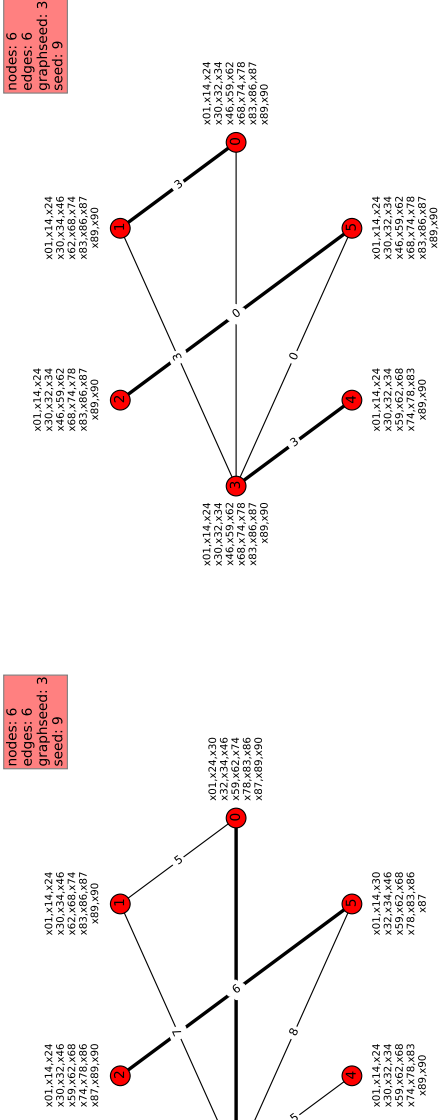 nodes: 6
edges: 6
graphseed: 3
seed: 9
x01,x14,x24
x30,x32,x34
x46,x59,x62
x68,x74,x78
x83,x86,x87
x89,x90
0
3
x01,x14,x24
x30,x34,x46
x62,x68,x74
x83,x86,x87
x89,x90
1
x01,x14,x24
x30,x32,x34
x46,x59,x62
x68,x74,x78
x83,x86,x87
x89,x90
5
0
3
0
x01,x14,x24
x30,x32,x34
x46,x59,x62
x68,x74,x78
x83,x86,x87
x89,x90
2
x01,x14,x24
x30,x32,x34
x59,x62,x68
x74,x78,x83
x89,x90
4
3
3
x01,x14,x24
x30,x32,x34
x46,x59,x62
x68,x74,x78
x83,x86,x87
x89,x90
nodes: 6
edges: 6
graphseed: 3
seed: 9
x01,x24,x30
x32,x34,x46
x59,x62,x74
x78,x83,x86
x87,x89,x90
0
5
x01,x14,x24
x30,x34,x46
x62,x68,x74
x83,x86,x87
x89,x90
1
x01,x14,x30
x32,x34,x46
x59,x62,x68
x78,x83,x86
x87
5
6
7
8
x01,x14,x24
x30,x32,x46
x59,x62,x68
x74,x78,x86
x87,x89,x90
2
x01,x14,x24
x30,x32,x34
x59,x62,x68
x74,x78,x83
x89,x90
4
5